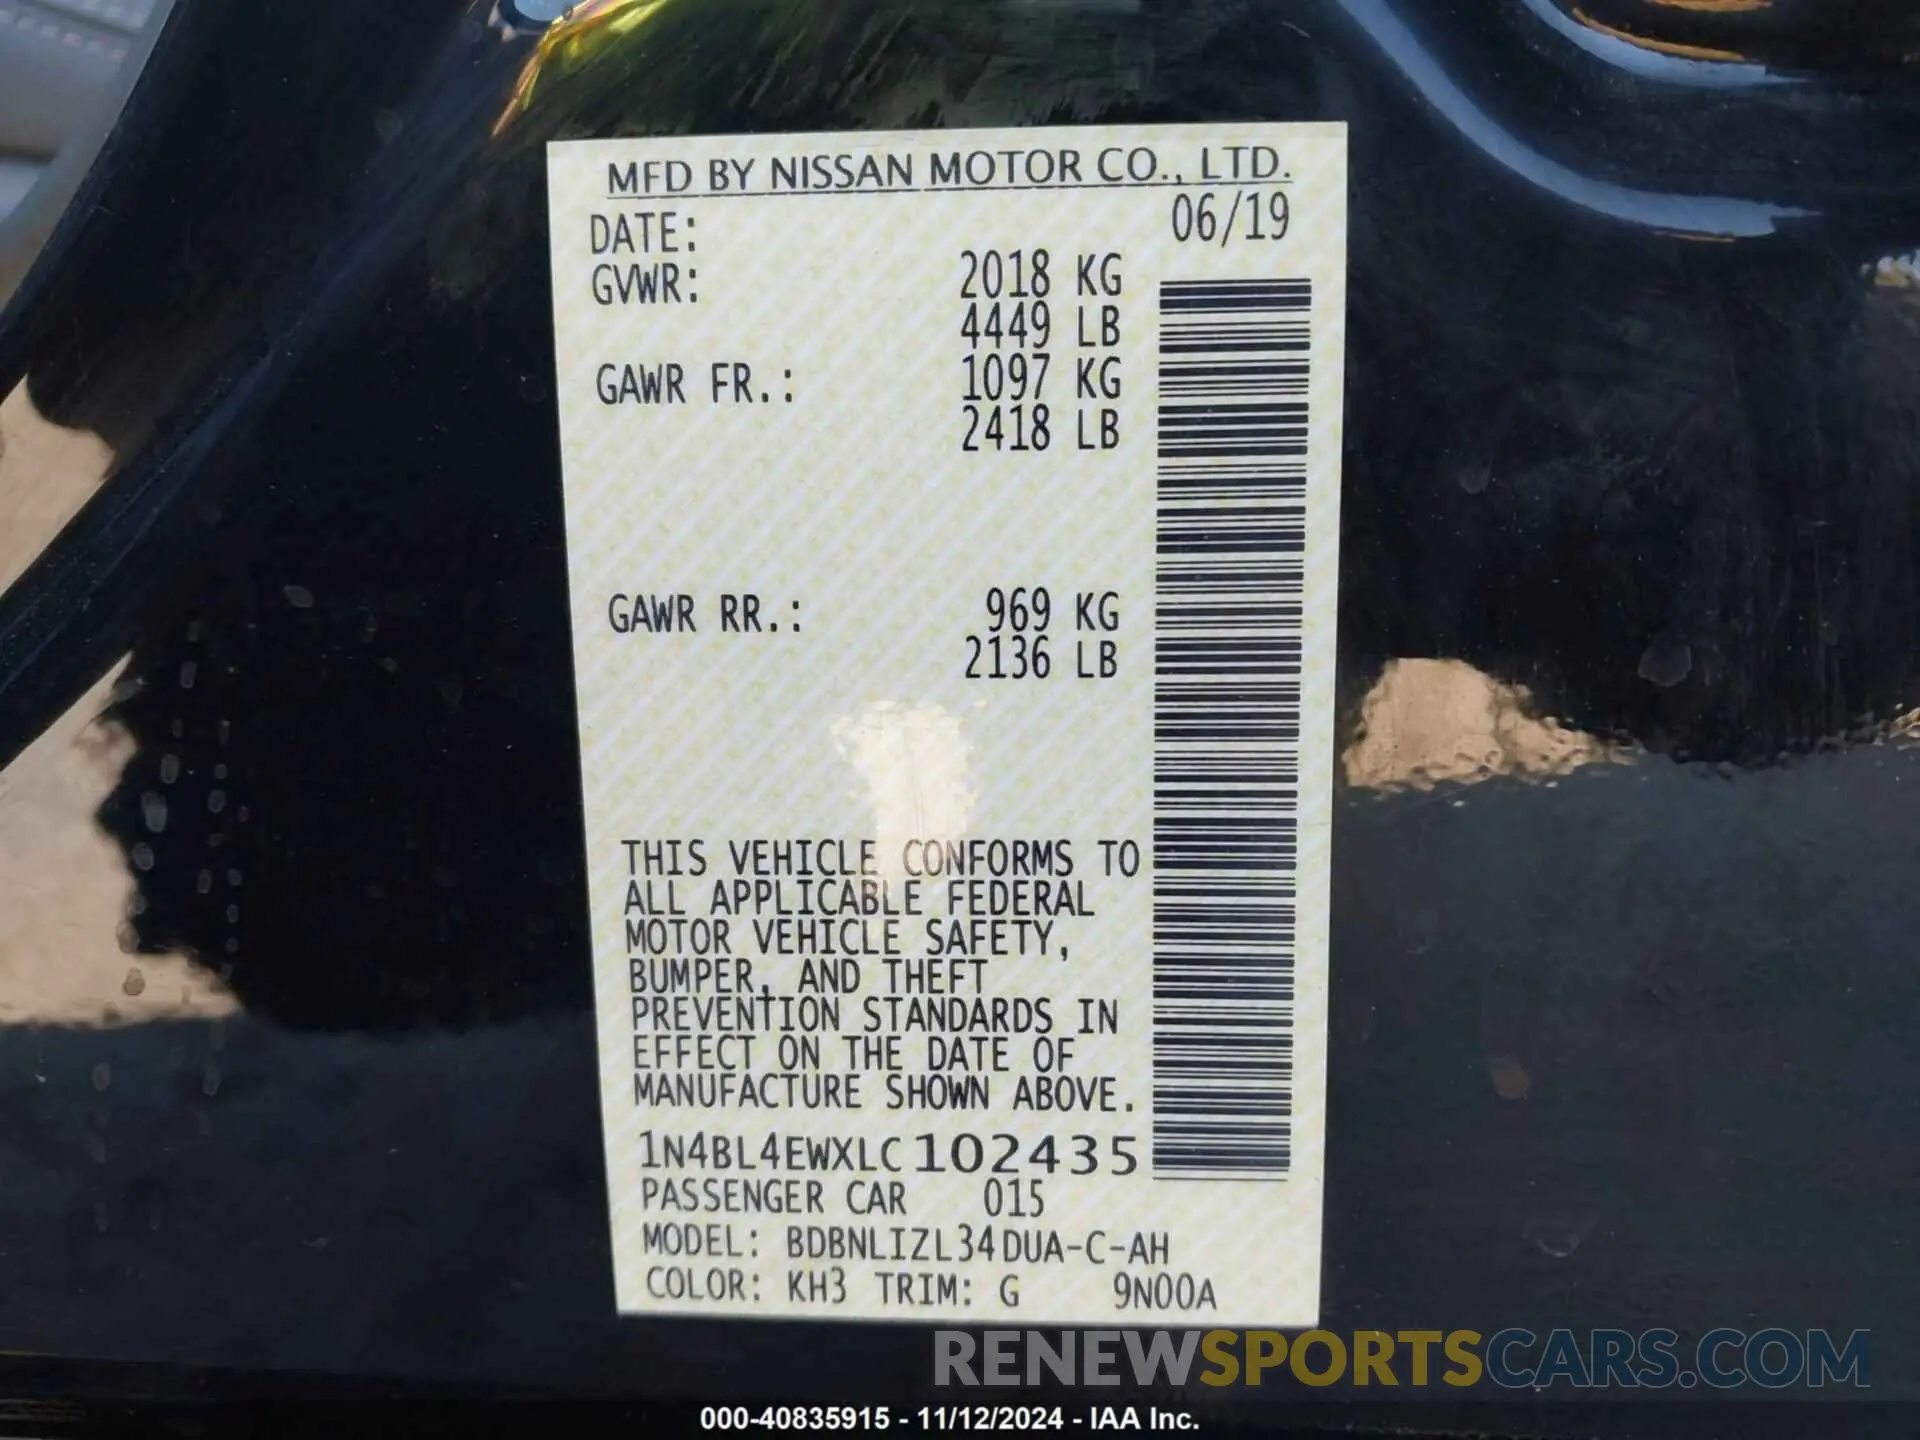 MFD BY NISSAN MOTOR CO., LTD.
DATE: 06/19
GVWR: 2018 KG
4449 LB
GAWR FR.: 1097 KG
2418 LB
GAWR RR.: 969 KG
2136 LB
THIS VEHICLE CONFORMS TO
ALL APPLICABLE FEDERAL
MOTOR VEHICLE SAFETY,
BUMPER, AND THEFT
PREVENTION STANDARDS IN
EFFECT ON THE DATE OF
MANUFACTURE SHOWN ABOVE.
1N4BL4EWXLC102435
PASSENGER CAR 015
MODEL: BDBNLIZL34DUA-C-AH
COLOR: KH3 TRIM: G 9N00A
RENEWSPORTSCARS.COM
000-40835915 - 11/12/2024 - IAA Inc.